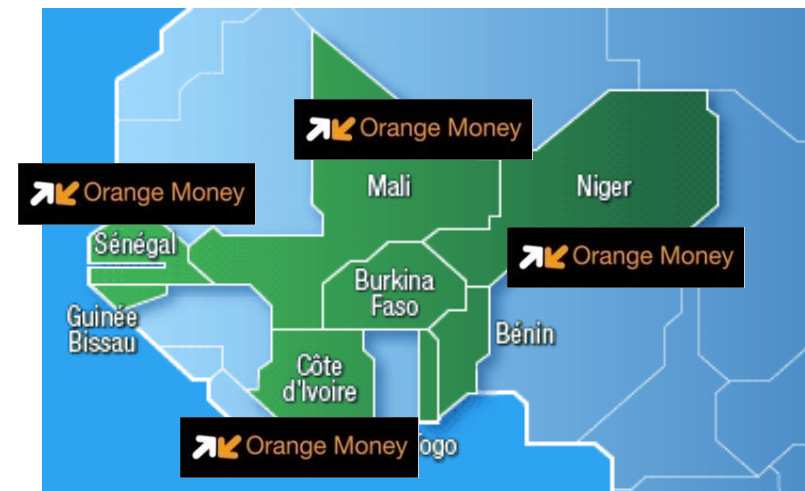 Orange Money
Mali
Niger
Orange Money
Sénégal
Orange Money
Burkina
Faso
Guinée
Bissau
Bénin
Côte
d'Ivoire
Orange Money
ogo